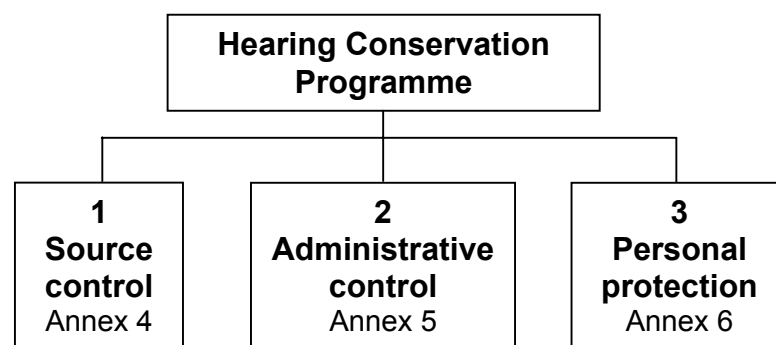 Hearing Conservation
Programme
1
Source
control
Annex 4
2
Administrative
control
Annex 5
3
Personal
protection
Annex 6